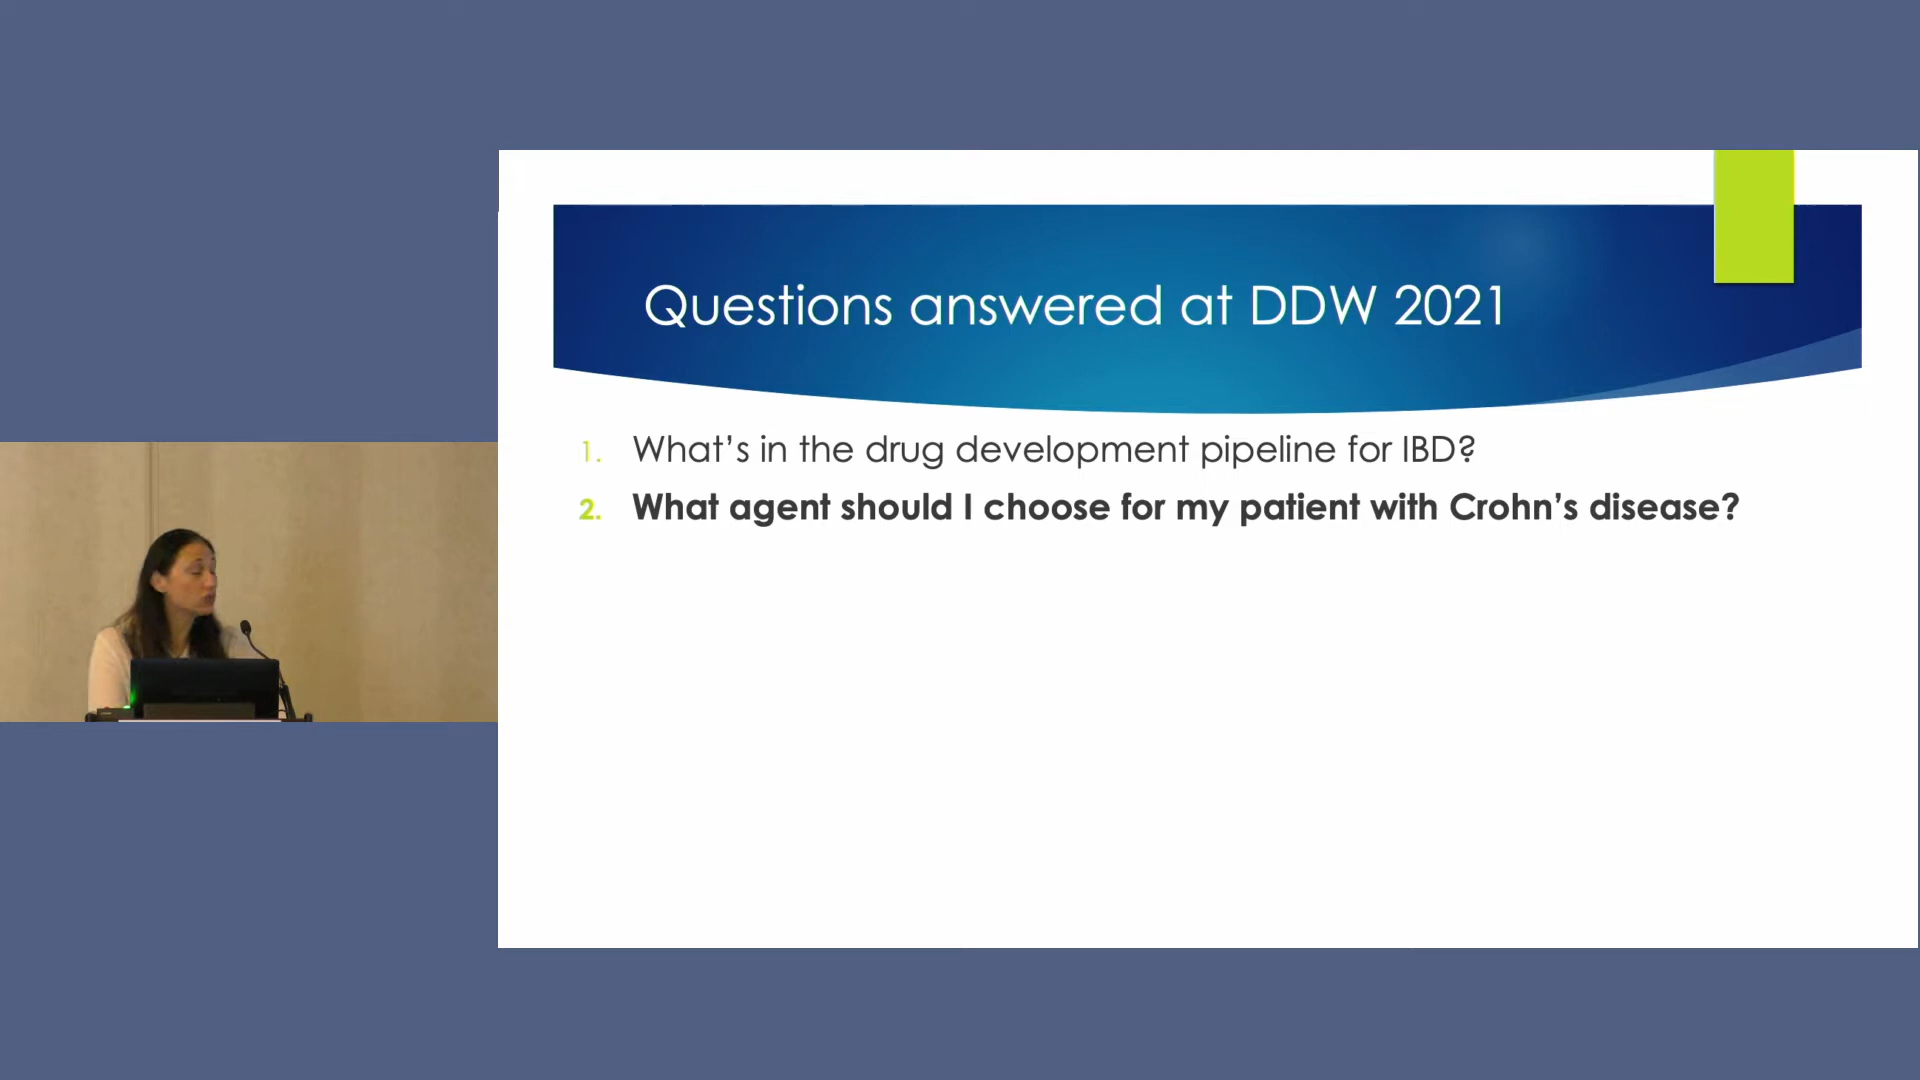 Questions answered at DDW 2021
1. What's in the drug development pipeline for IBD?
2. What agent should I choose for my patient with Crohn's disease?